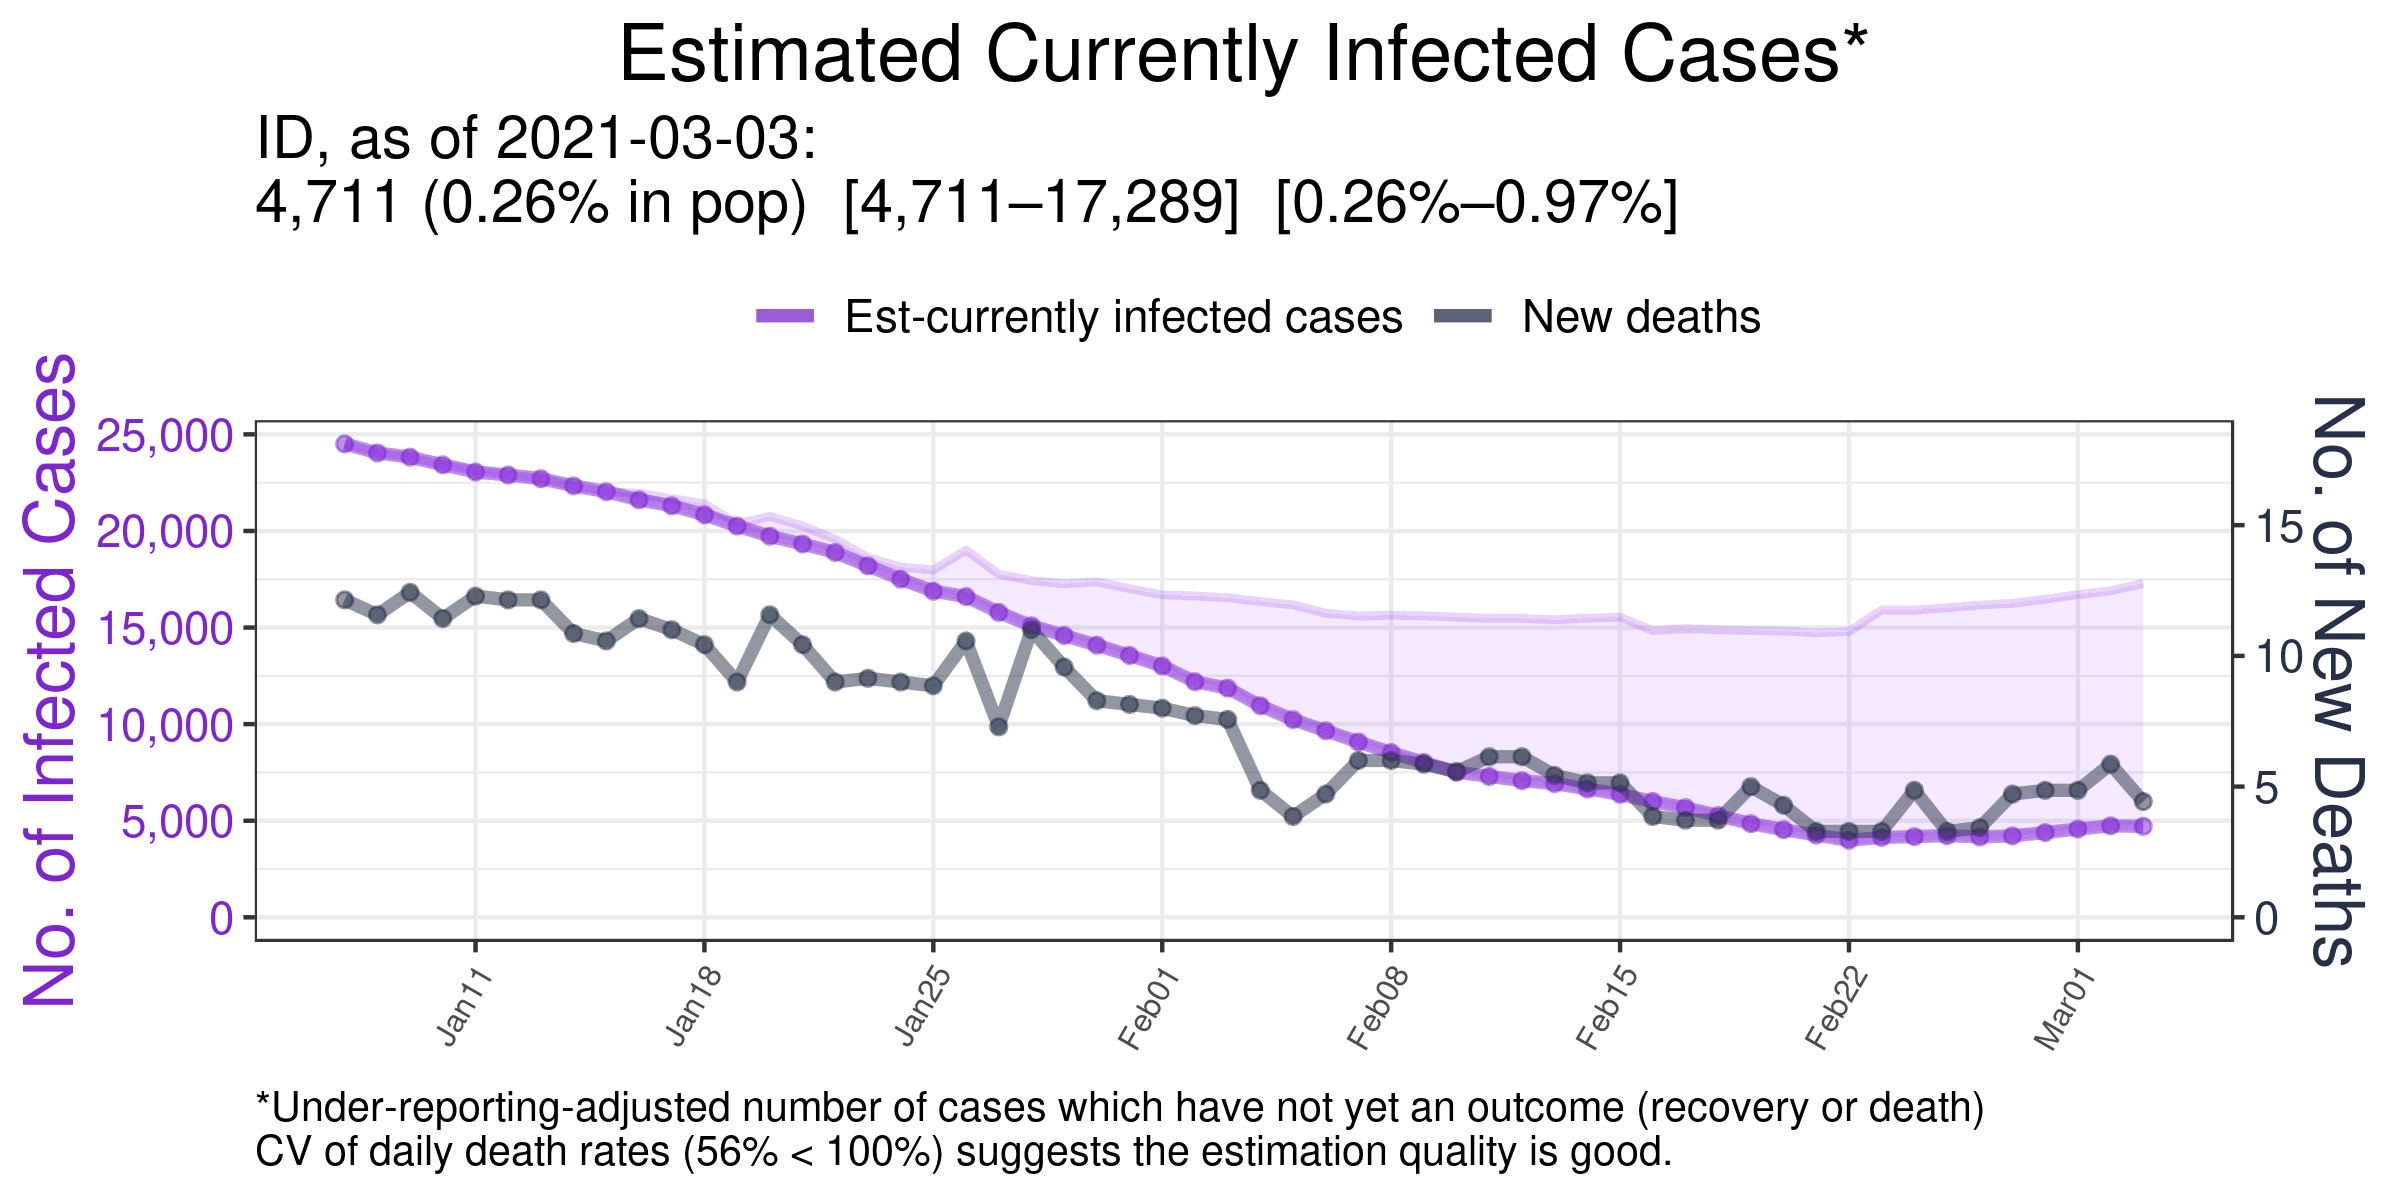 Estimated Currently Infected Cases*
ID, as of 2021-03-03:
4,711 (0.26% in pop)  [4,711–17,289]  [0.26%–0.97%]
Est-currently infected cases
New deaths
No. of Infected Cases
25,000
20,000
15,000
10,000
5,000
0
15
10
5
0
No. of New Deaths
Jan11
Jan18
Jan25
Feb01
Feb08
Feb15
Feb22
Mar01
*Under-reporting-adjusted number of cases which have not yet an outcome (recovery or death)
CV of daily death rates (56% < 100%) suggests the estimation quality is good.